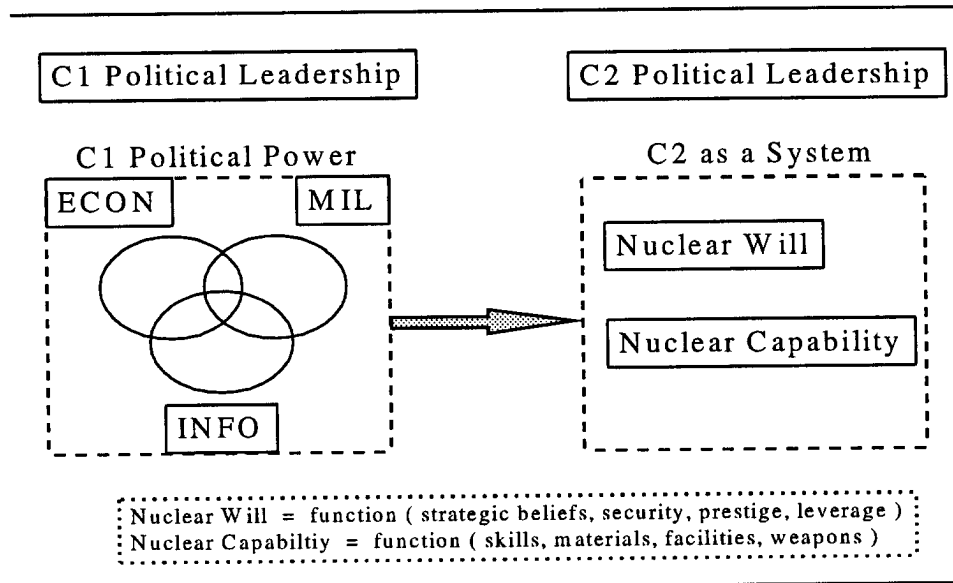 C1 Political Leadership
C2 Political Leadership
C1 Political Power
C2 as a System
ECON
MIL
INFO
Nuclear Will
Nuclear Capability
Nuclear Will = function ( strategic beliefs, security, prestige, leverage )
Nuclear Capabiltiy = function ( skills, materials, facilities, weapons )